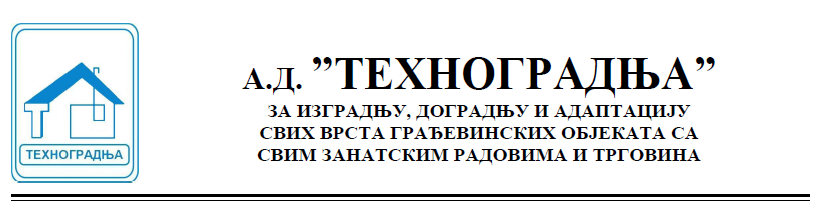 А.Д. ”ТЕХНОГРАДЊА”
ЗА ИЗГРАДЊУ, ДОГРАДЊУ И АДАПТАЦИЈУ
СВИХ ВРСТА ГРАЂЕВИНСКИХ ОБЈЕКАТА СА
СВИМ ЗАНАТСКИМ РАДОВИМА И ТРГОВИНА
ТЕХНОГРАДЊА